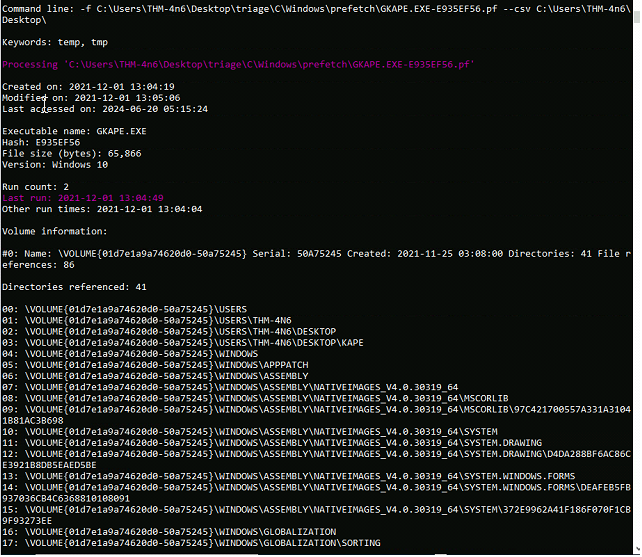 Command line: -f C:\Users\THM-4n6\Desktop\triage\C\Windows\prefetch\GKAPE.EXE-E935EF56.pf --csv C:\Users\THM-4n6\
Desktop\
Keywords: temp, tmp
Processing 'C:\Users\THM-4n6\Desktop\triage\C\Windows\prefetch\GKAPE.EXE-E935EF56.pf'
Created on: 2021-12-01 13:04:19
Modified on: 2021-12-01 13:05:06
Last accessed on: 2024-06-20 05:15:24
Executable name: GKAPE.EXE
Hash: E935EF56
File size (bytes): 65,866
Version: Windows 10
Run count: 2
Last run: 2021-12-01 13:04:49
Other run times: 2021-12-01 13:04:04
Volume information:
#0: Name: \VOLUME{01d7e1a9a74620d0-50a75245} Serial: 50A75245 Created: 2021-11-25 03:08:00 Directories: 41 File r
eferences: 86
Directories referenced: 41
00: \VOLUME{01d7e1a9a74620d0-50a75245}\USERS
01: \VOLUME{01d7e1a9a74620d0-50a75245}\USERS\THM-4N6
02: \VOLUME{01d7e1a9a74620d0-50a75245}\USERS\THM-4N6\DESKTOP
03: \VOLUME{01d7e1a9a74620d0-50a75245}\USERS\THM-4N6\DESKTOP\KAPE
04: \VOLUME{01d7e1a9a74620d0-50a75245}\WINDOWS
05: \VOLUME{01d7e1a9a74620d0-50a75245}\WINDOWS\APPPATCH
06: \VOLUME{01d7e1a9a74620d0-50a75245}\WINDOWS\ASSEMBLY
07: \VOLUME{01d7e1a9a74620d0-50a75245}\WINDOWS\ASSEMBLY\NATIVEIMAGES_V4.0.30319_64
08: \VOLUME{01d7e1a9a74620d0-50a75245}\WINDOWS\ASSEMBLY\NATIVEIMAGES_V4.0.30319_64\MSCORLIB
09: \VOLUME{01d7e1a9a74620d0-50a75245}\WINDOWS\ASSEMBLY\NATIVEIMAGES_V4.0.30319_64\MSCORLIB\97C421700557A331A3104
1B81AC3B698
10: \VOLUME{01d7e1a9a74620d0-50a75245}\WINDOWS\ASSEMBLY\NATIVEIMAGES_V4.0.30319_64\SYSTEM
11: \VOLUME{01d7e1a9a74620d0-50a75245}\WINDOWS\ASSEMBLY\NATIVEIMAGES_V4.0.30319_64\SYSTEM.DRAWING
12: \VOLUME{01d7e1a9a74620d0-50a75245}\WINDOWS\ASSEMBLY\NATIVEIMAGES_V4.0.30319_64\SYSTEM.DRAWING\D4DA288BF6AC86C
E3921B8DB5EAED5BE
13: \VOLUME{01d7e1a9a74620d0-50a75245}\WINDOWS\ASSEMBLY\NATIVEIMAGES_V4.0.30319_64\SYSTEM.WINDOWS.FORMS
14: \VOLUME{01d7e1a9a74620d0-50a75245}\WINDOWS\ASSEMBLY\NATIVEIMAGES_V4.0.30319_64\SYSTEM.WINDOWS.FORMS\DEAFEB5FB
937036CB4C6368810108091
15: \VOLUME{01d7e1a9a74620d0-50a75245}\WINDOWS\ASSEMBLY\NATIVEIMAGES_V4.0.30319_64\SYSTEM\372E9962A41F186F070F1CB
9F93273EE
16: \VOLUME{01d7e1a9a74620d0-50a75245}\WINDOWS\GLOBALIZATION
17: \VOLUME{01d7e1a9a74620d0-50a75245}\WINDOWS\GLOBALIZATION\SORTING